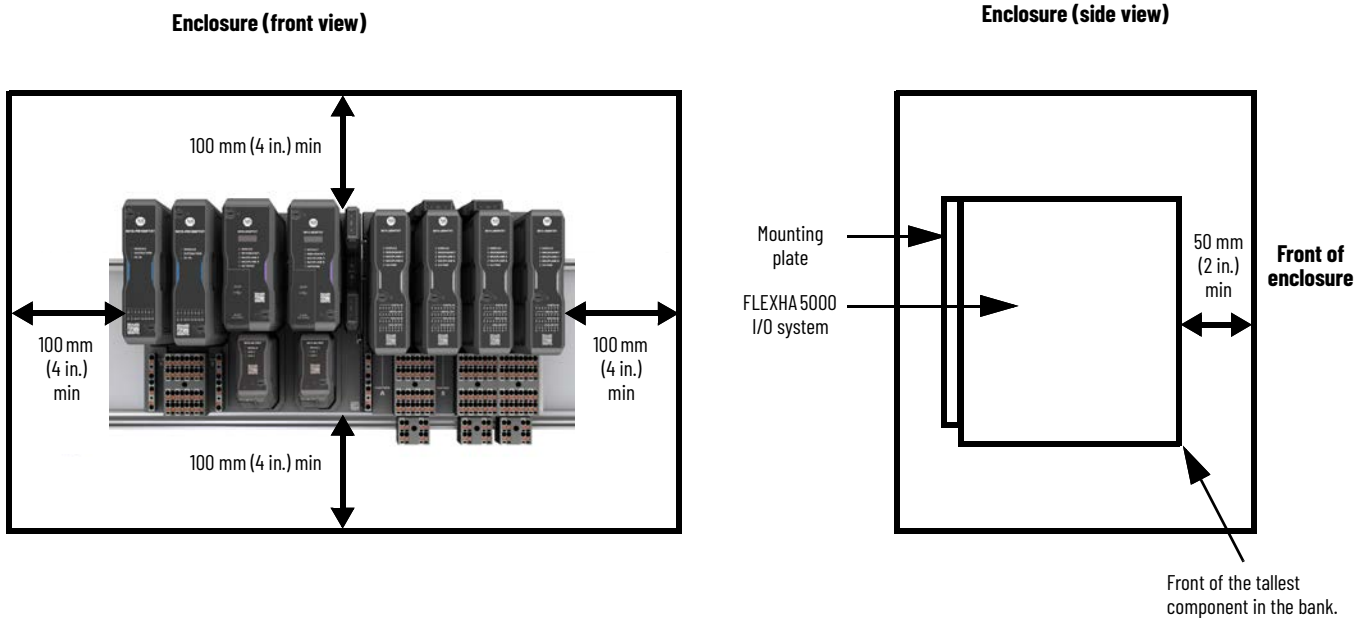 Enclosure (front view)
Enclosure (side view)
100 mm (4 in.) min
100 mm
(4 in.)
min
100 mm
(4 in.)
min
100 mm (4 in.) min
Mounting
plate
FLEXHA 5000
I/O system
50 mm
(2 in.)
min
Front of
enclosure
Front of the tallest
component in the bank.